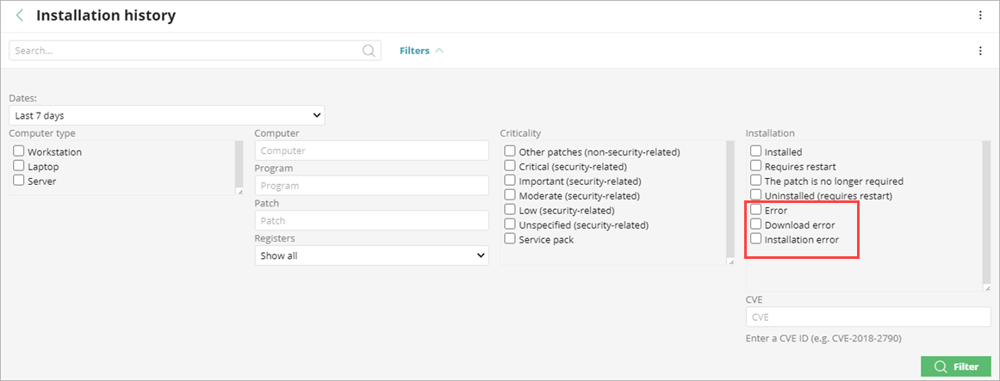 Installation history
Search...
Filters
Dates:
Last 7 days
Computer type
Workstation
Laptop
Server
Computer
Computer
Program
Program
Patch
Patch
Registers
Show all
Criticality
Other patches (non-security-related)
Critical (security-related)
Important (security-related)
Moderate (security-related)
Low (security-related)
Unspecified (security-related)
Service pack
Installation
Installed
Requires restart
The patch is no longer required
Uninstalled (requires restart)
Error
Download error
Installation error
CVE
CVE
Enter a CVE ID (e.g. CVE-2018-2790)
Filter